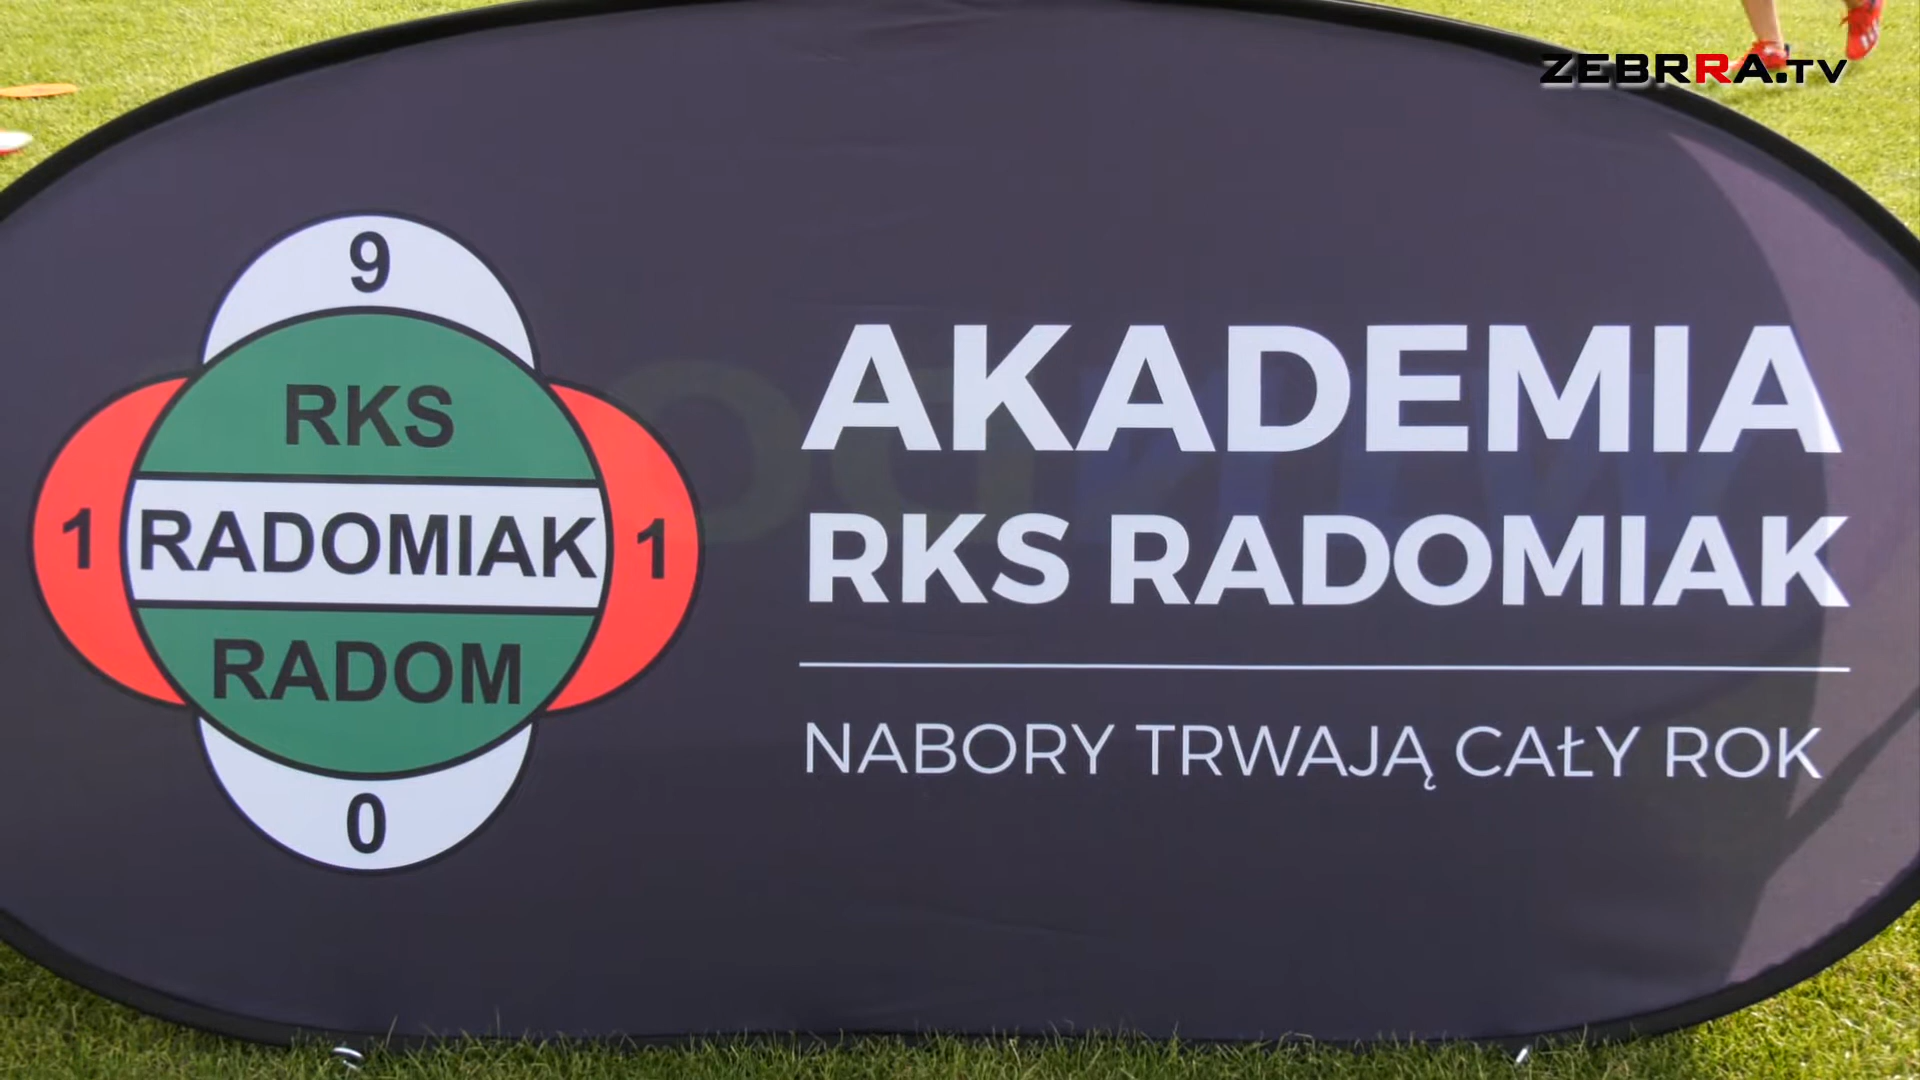 ZEBRRA.TV
9
RKS
1 RADOMIAK 1
RADOM
0
AKADEMIA
RKS RADOMIAK
NABORY TRWAJĄ CAŁY ROK